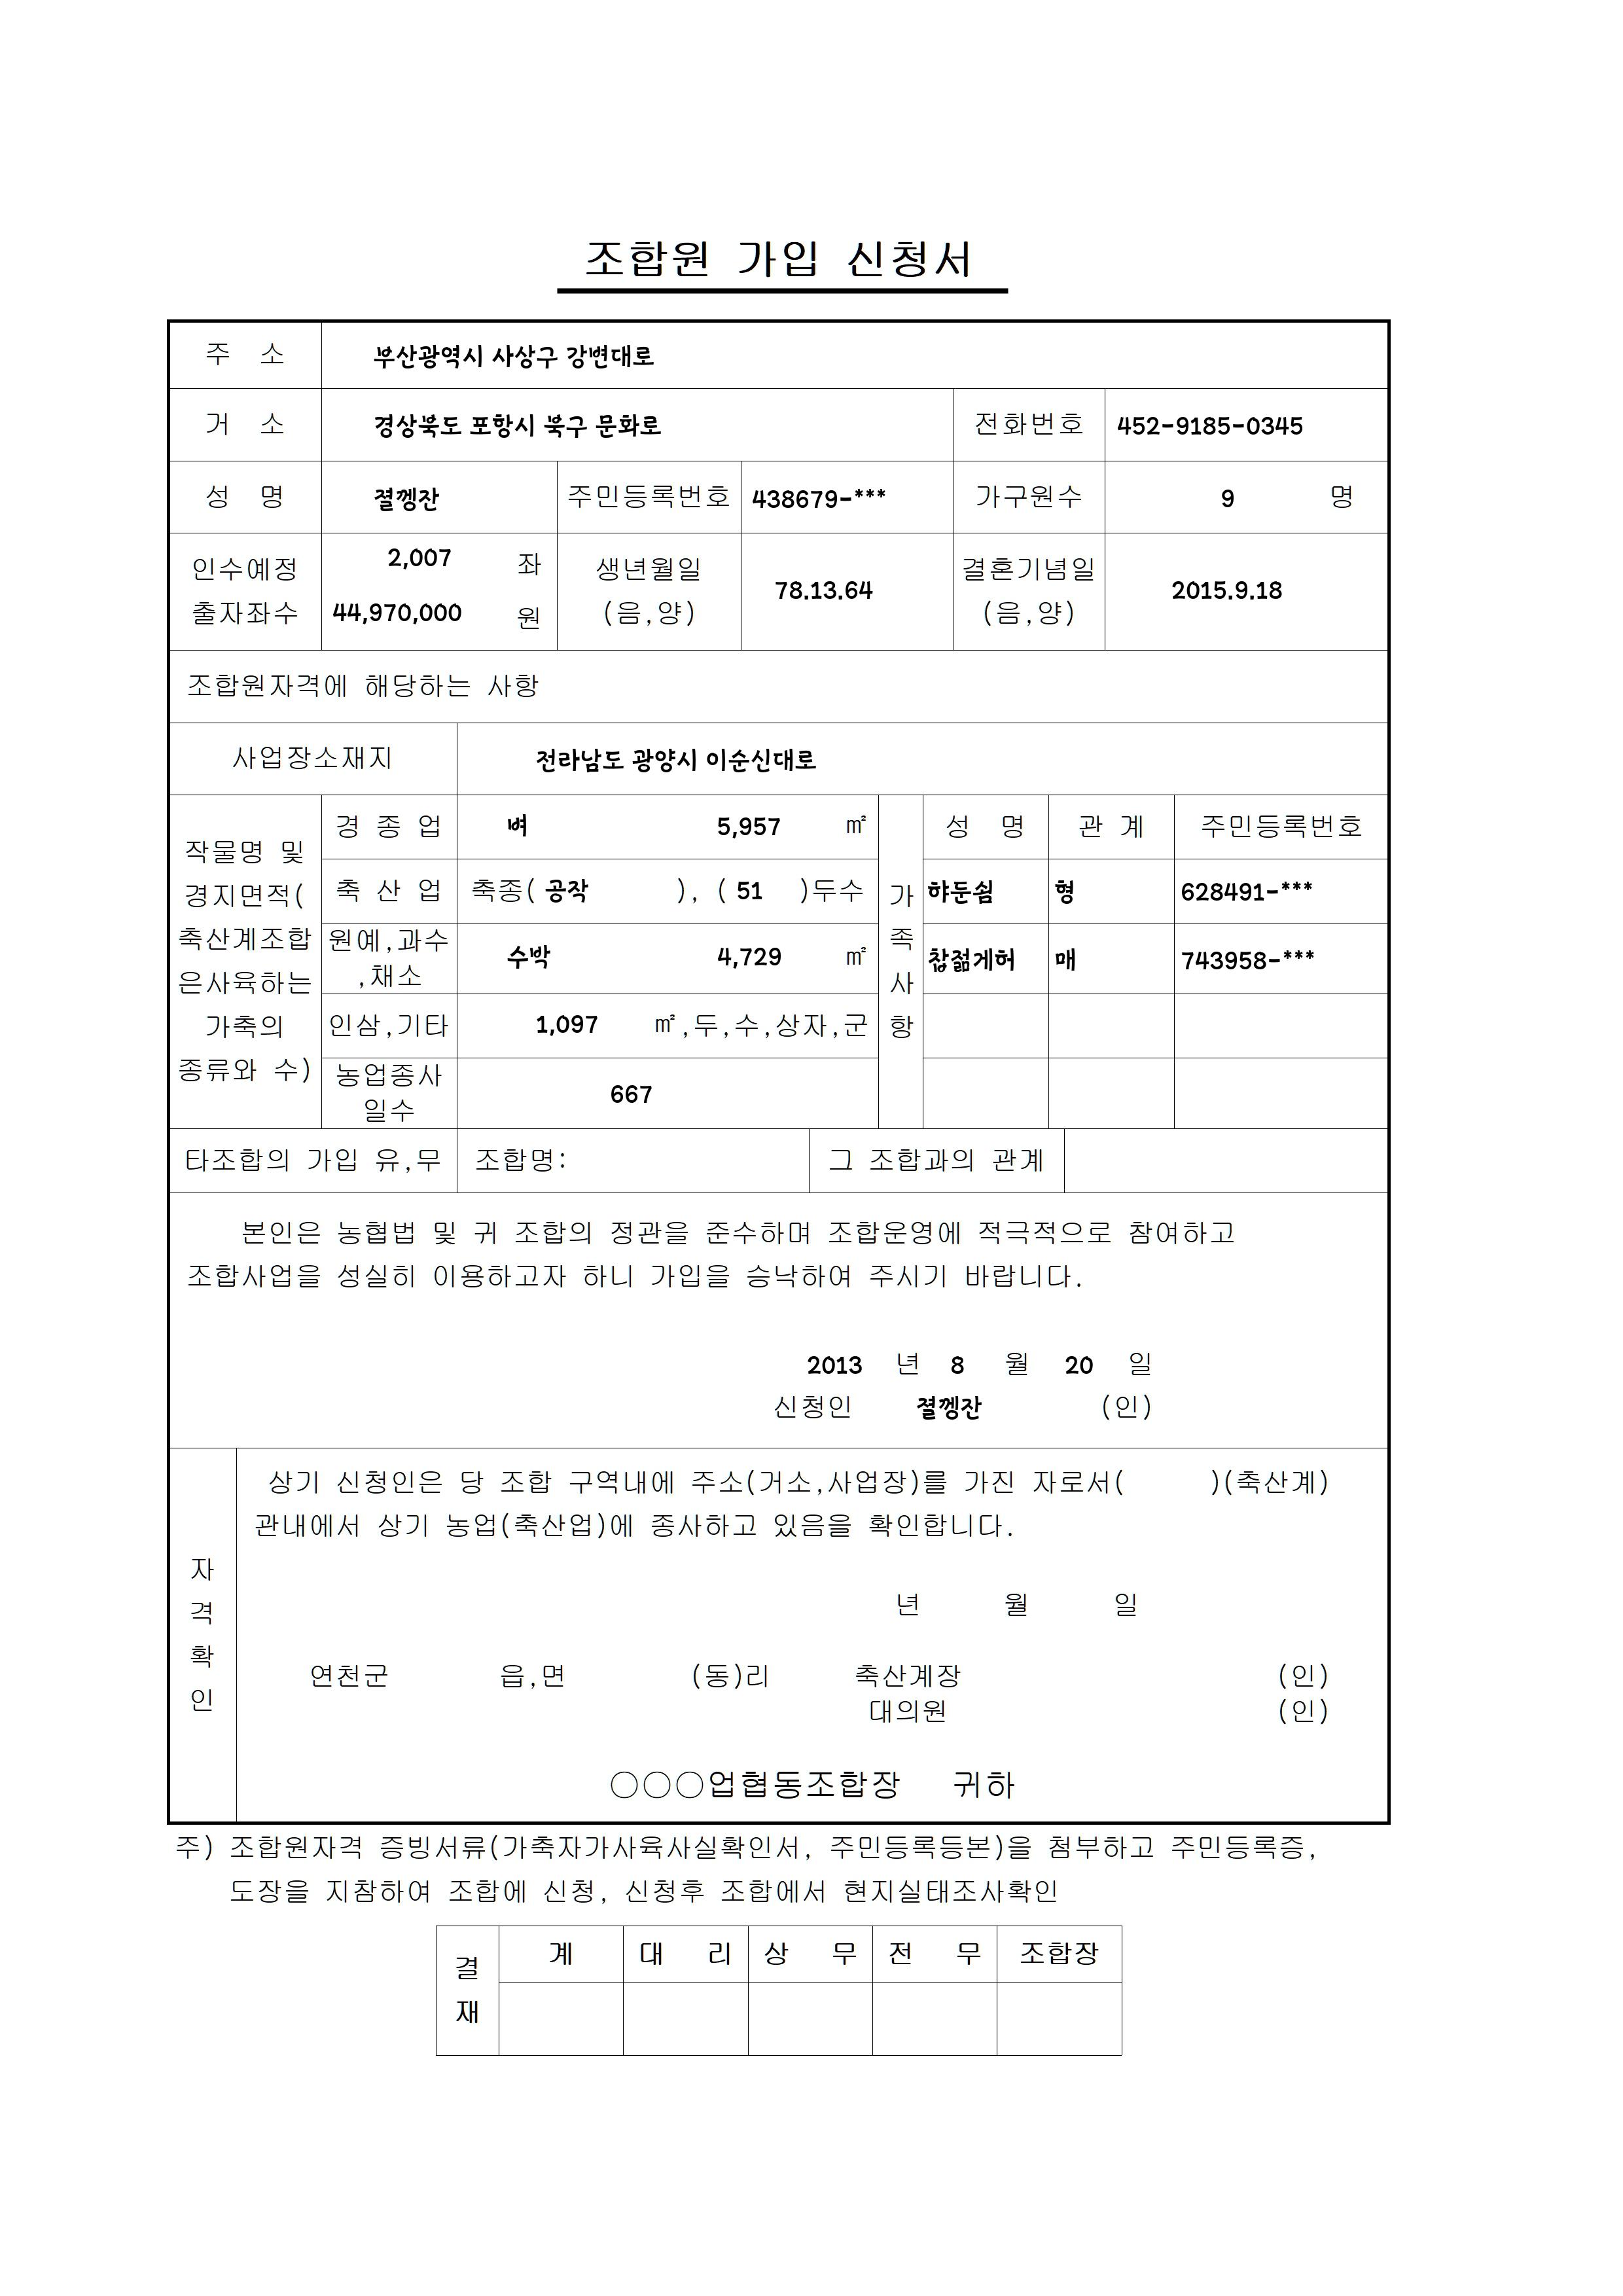 조합원 가입 신청서
주 소 부산광역시 사상구 강변대로
거 소 경상북도 포항시 북구 문화로 전화번호 452-9185-0345
성 명 졀껭잔 주민등록번호 438679-*** 가구원수 9 명
인수예정 출자좌수 2,007 좌 44,970,000 원 생년월일 (음,양) 78.13.64 결혼기념일 (음,양) 2015.9.18
조합원자격에 해당하는 사항
사업장소재지 전라남도 광양시 이순신대로
작물명 및 경지면적(축산계조합은사육하는 가축의 종류와 수)
경 종 업 벼 5,957 ㎡
축 산 업 축종( 공작 ), ( 51 )두수
원예,과수,채소 수박 4,729 ㎡
인삼,기타 1,097 ㎡,두,수,상자,군
농업종사일수 667
가족사항
성 명 관 계 주민등록번호
햐둔쉼 형 628491-***
찮젊게허 매 743958-***
타조합의 가입 유,무 조합명: 그 조합과의 관계
본인은 농협법 및 귀 조합의 정관을 준수하며 조합운영에 적극적으로 참여하고
조합사업을 성실히 이용하고자 하니 가입을 승낙하여 주시기 바랍니다.
2013 년 8 월 20 일
신청인 졀껭잔 (인)
자격확인
상기 신청인은 당 조합 구역내에 주소(거소,사업장)를 가진 자로서( )(축산계)
관내에서 상기 농업(축산업)에 종사하고 있음을 확인합니다.
년 월 일
연천군 읍,면 (동)리 축산계장 (인)
대의원 (인)
○○○업협동조합장 귀하
주) 조합원자격 증빙서류(가축자가사육사실확인서, 주민등록등본)을 첨부하고 주민등록증,
도장을 지참하여 조합에 신청, 신청후 조합에서 현지실태조사확인
결재 계 대 리 상 무 전 무 조합장